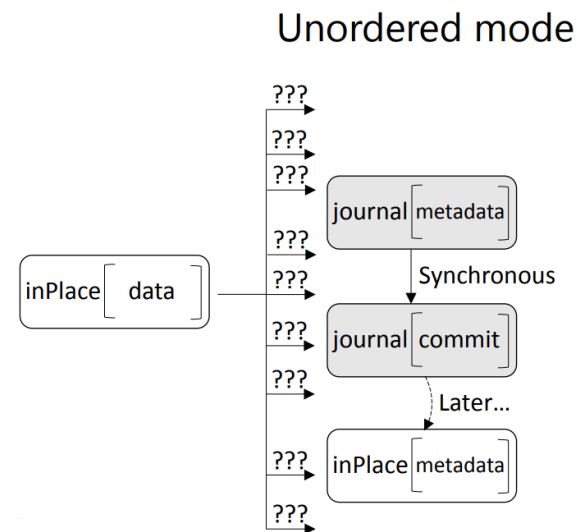 Unordered mode
???
???
???
journal[metadata]
???
Synchronous
inPlace[data]
???
???
journal[commit]
???
Later...
???
inPlace[metadata]
???